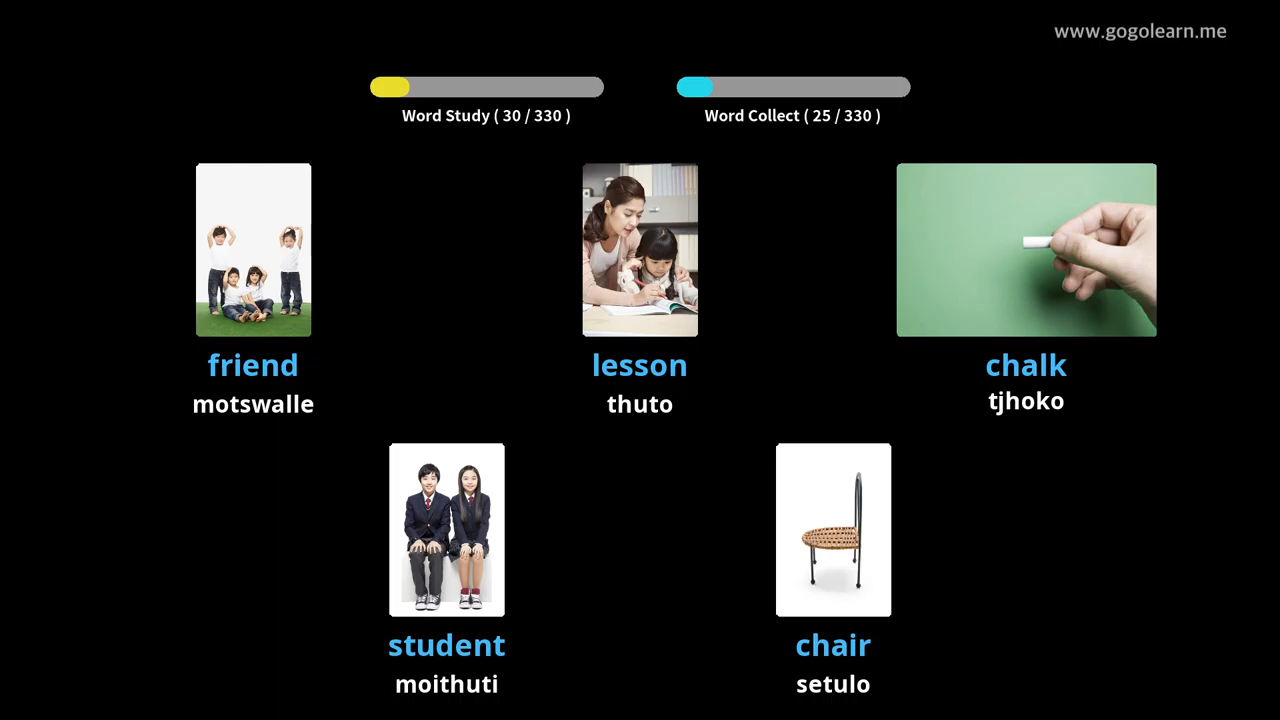 www.gogolearn.me
Word Study ( 30 / 330 )
Word Collect ( 25 / 330 )
friend
motswalle
lesson
thuto
chalk
tjhoko
student
moithuti
chair
setulo